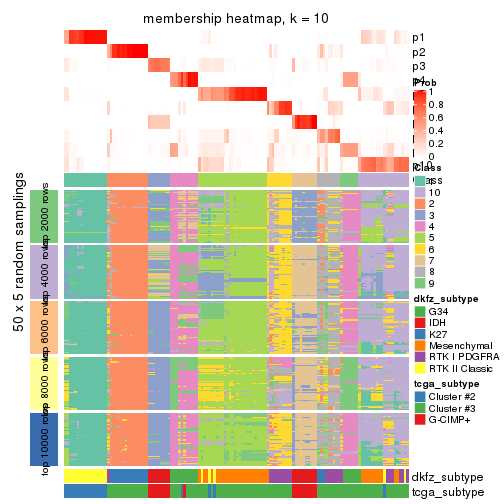 membership heatmap, k = 10
p1
p2
p3
p4
Prob
1
0.8
0.6
0.4
0.2
0
p10
Class
Class
1
10
2
3
4
5
6
7
8
9
50 x 5 random samplings
top 2000 rows
top 4000 rows
top 6000 rows
top 8000 rows
top 10000 rows
dkfz_subtype
G34
IDH
K27
Mesenchymal
RTK I PDGFRA
RTK II Classic
tcga_subtype
Cluster #2
Cluster #3
G-CIMP+
dkfz_subtype
tcga_subtype